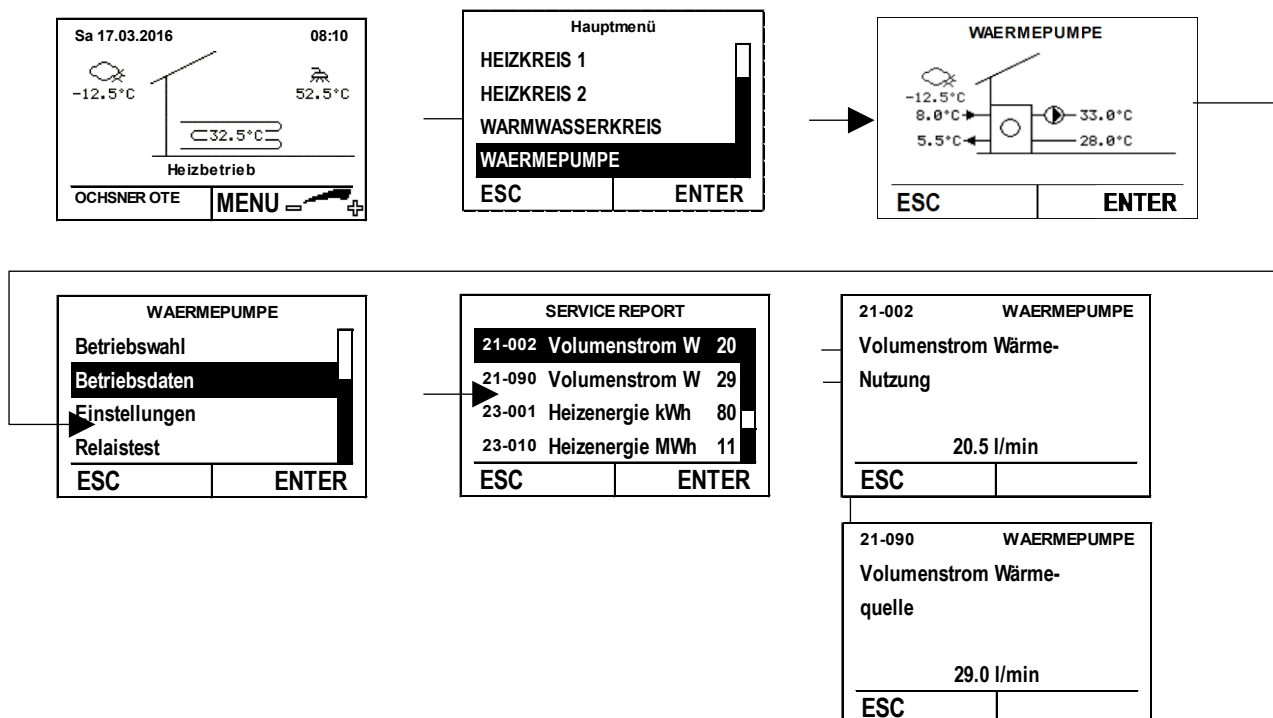 Sa 17.03.2016 08:10
-12.5°C 52.5°C
32.5°C
Heizbetrieb
OCHSNER OTE MENU
Hauptmenü
HEIZKREIS 1
HEIZKREIS 2
WARMWASSERKREIS
WAERMEPUMPE
ESC ENTER
WAERMEPUMPE
-12.5°C
8.0°C 33.0°C
5.5°C 28.0°C
ESC ENTER
WAERMEPUMPE
Betriebswahl
Betriebsdaten
Einstellungen
Relaistest
ESC ENTER
SERVICE REPORT
21-002 Volumenstrom W 20
21-090 Volumenstrom W 29
23-001 Heizenergie kWh 80
23-010 Heizenergie MWh 11
ESC ENTER
21-002 WAERMEPUMPE
Volumenstrom Wärme-
Nutzung
20.5 l/min
ESC
21-090 WAERMEPUMPE
Volumenstrom Wärme-
quelle
29.0 l/min
ESC